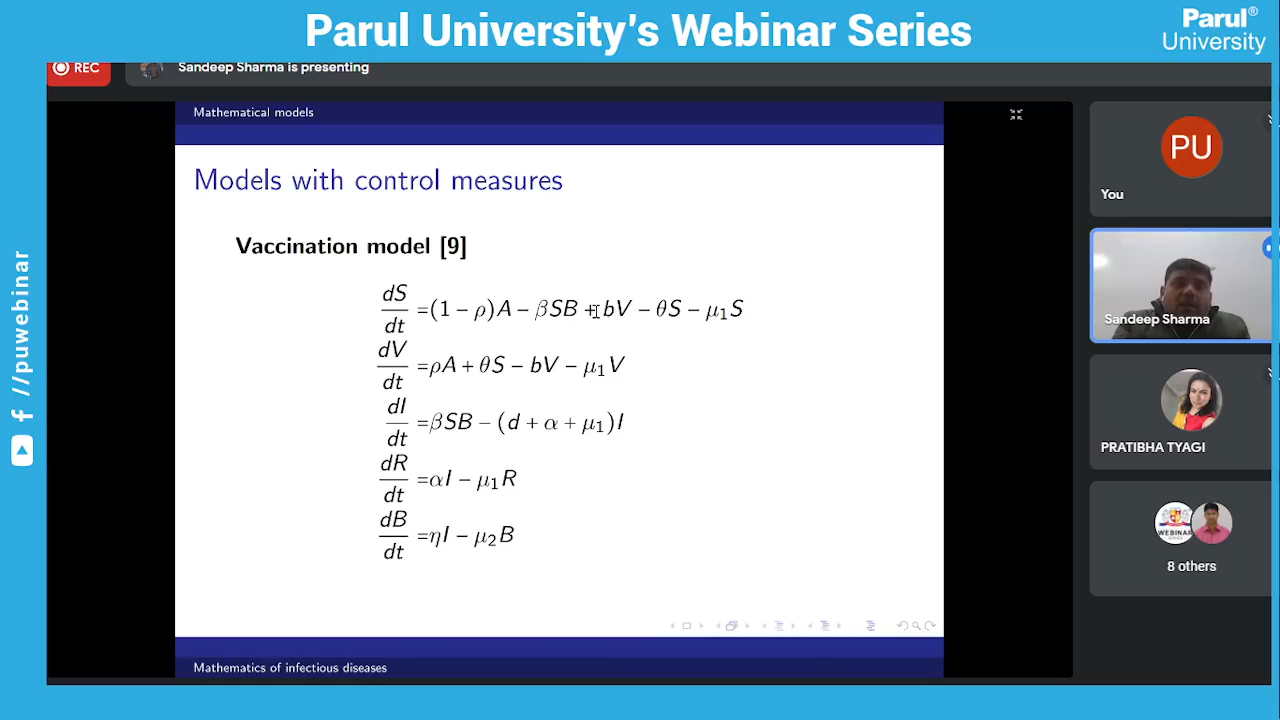 Parul University's Webinar Series
Parul®
University
REC
Sandeep Sharma is presenting
Mathematical models
Models with control measures
Vaccination model [9]
dS/dt =(1 − ρ)A − βSB + bV − θS − μ₁S
dV/dt =ρA + θS − bV − μ₁V
dI/dt =βSB − (d + α + μ₁)I
dR/dt =αI − μ₁R
dB/dt =ηI − μ₂B
Mathematics of infectious diseases
PU
You
Sandeep Sharma
PRATIBHA TYAGI
WEBINAR
8 others
//puwebinar